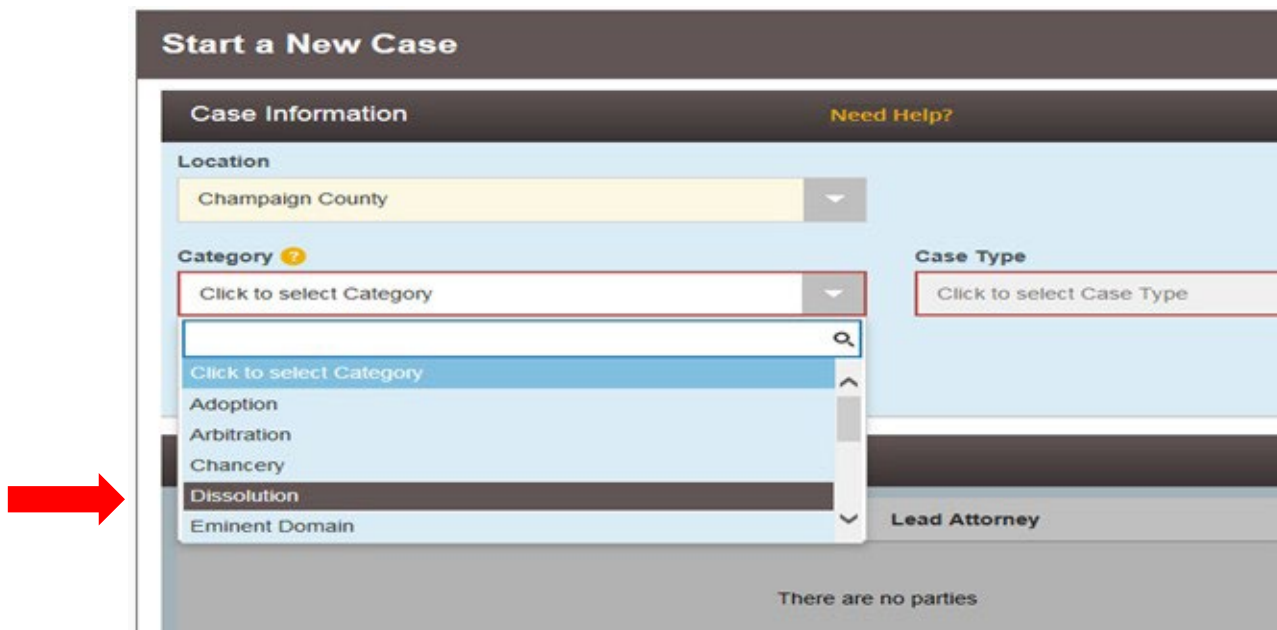 Start a New Case
Case Information
Need Help?
Location
Champaign County
Category ?
Case Type
Click to select Category
Click to select Case Type
Click to select Category
Adoption
Arbitration
Chancery
Dissolution
Eminent Domain
Lead Attorney
There are no parties